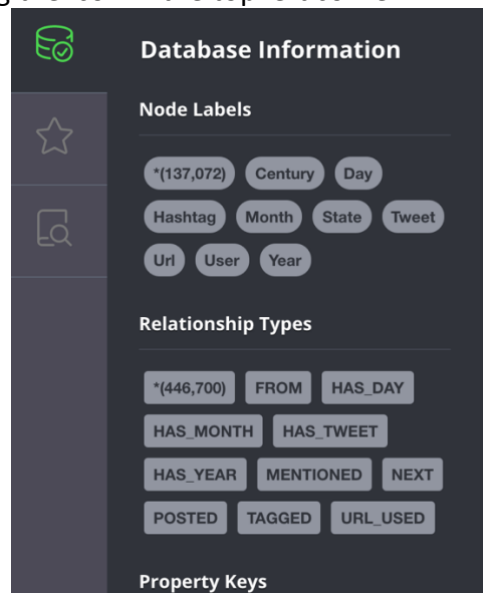 Database Information
Node Labels
*(137,072) Century Day
Hashtag Month State Tweet
Url User Year
Relationship Types
*(446,700) FROM HAS_DAY
HAS_MONTH HAS_TWEET
HAS_YEAR MENTIONED NEXT
POSTED TAGGED URL_USED
Property Keys